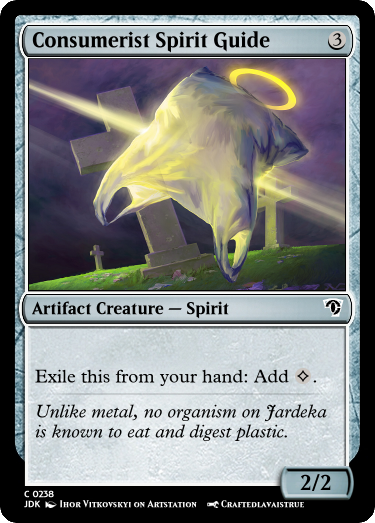 Consumerist Spirit Guide 3
Artifact Creature — Spirit
Exile this from your hand: Add .
Unlike metal, no organism on Jardeka
is known to eat and digest plastic.
2/2
C 0238
JDK Ihor Vitkovskyi on Artstation Craftedlavaistrue